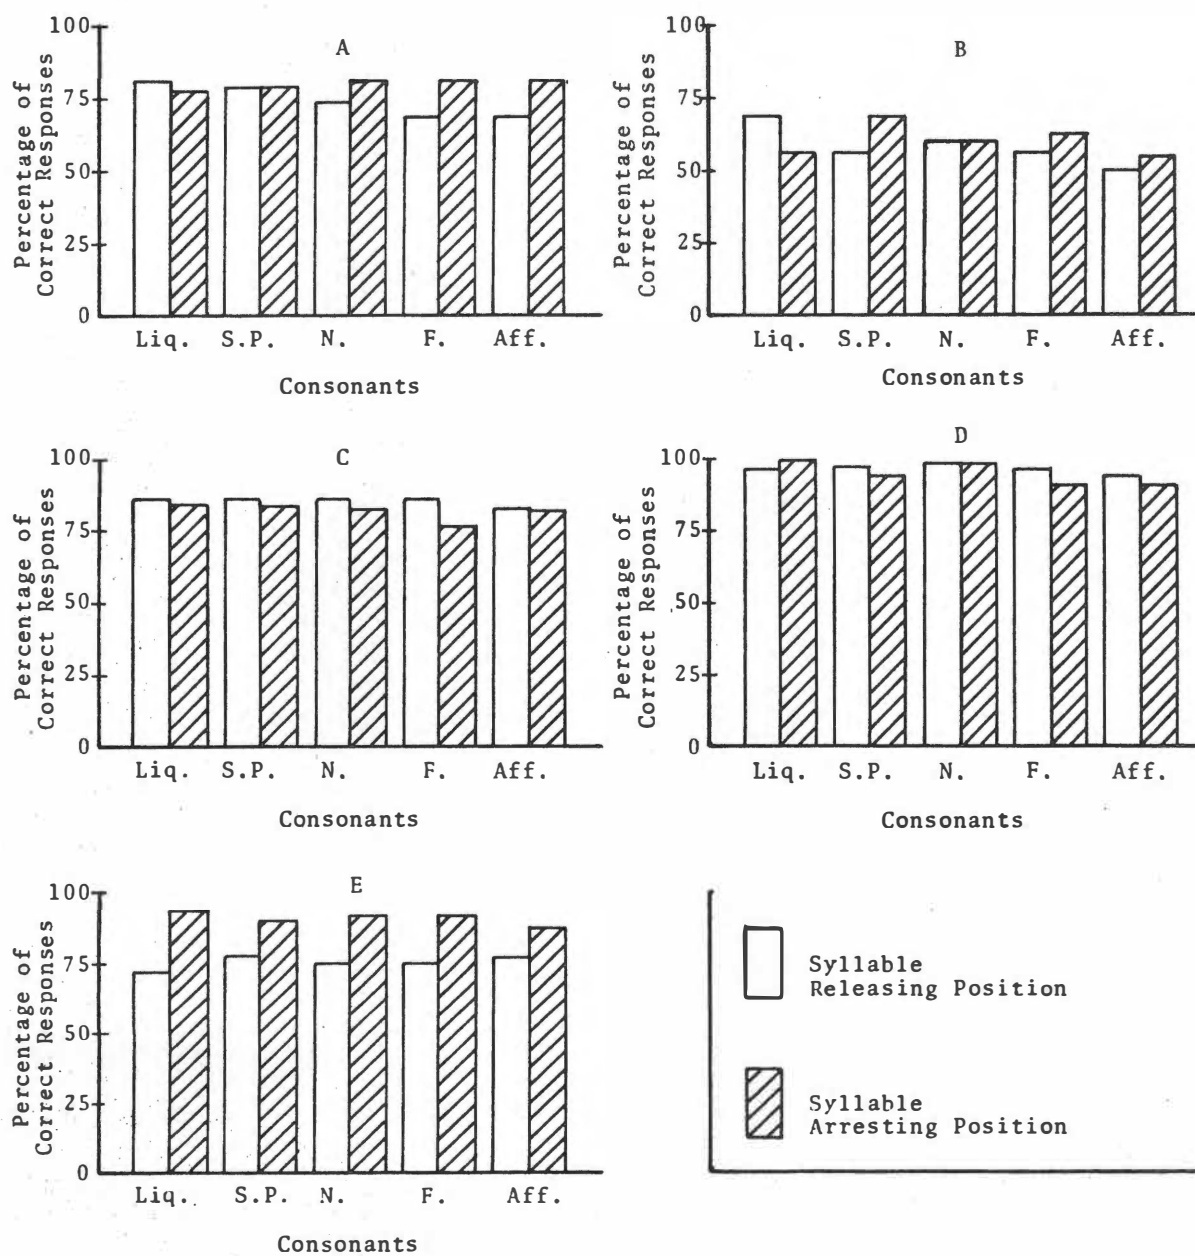 A
Percentage of
Correct Responses
100
75
50
25
0
Liq. S.P. N. F. Aff.
Consonants
B
Percentage of
Correct Responses
100
75
50
25
0
Liq. S.P. N. F. Aff.
Consonants
C
Percentage of
Correct Responses
100
75
50
25
0
Liq. S.P. N. F. Aff.
Consonants
D
Percentage of
Correct Responses
100
75
50
25
0
Liq. S.P. N. F. Aff.
Consonants
E
Percentage of
Correct Responses
100
75
50
25
0
Liq. S.P. N. F. Aff.
Consonants
Syllable
Releasing Position
Syllable
Arresting Position